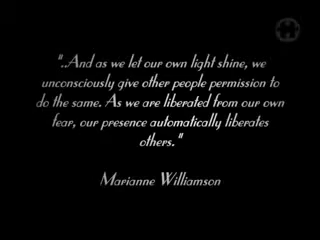 "..And as we let our own light shine, we
unconsciously give other people permission to
do the same. As we are liberated from our own
fear, our presence automatically liberates
others."
Marianne Williamson